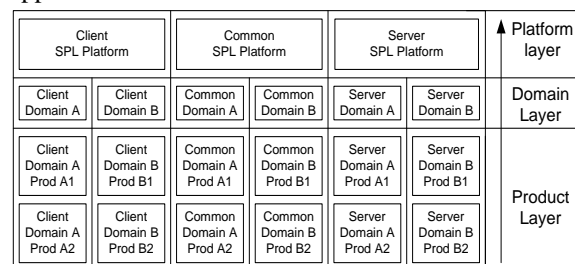 Client
SPL Platform
Common
SPL Platform
Server
SPL Platform
Platform
layer
Client
Domain A
Client
Domain B
Common
Domain A
Common
Domain B
Server
Domain A
Server
Domain B
Domain
Layer
Client
Domain A
Prod A1
Client
Domain B
Prod B1
Common
Domain A
Prod A1
Common
Domain B
Prod B1
Server
Domain A
Prod A1
Server
Domain B
Prod B1
Product
Layer
Client
Domain A
Prod A2
Client
Domain B
Prod B2
Common
Domain A
Prod A2
Common
Domain B
Prod B2
Server
Domain A
Prod A2
Server
Domain B
Prod B2